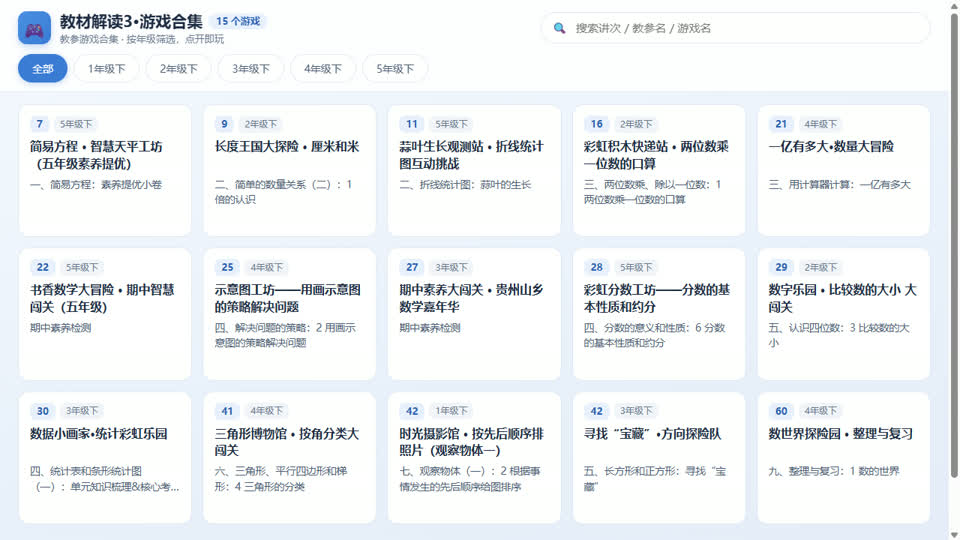 教材解读3•游戏合集 15 个游戏
教参游戏合集 · 按年级筛选，点开即玩
搜索讲次 / 教参名 / 游戏名
全部 1年级下 2年级下 3年级下 4年级下 5年级下
7 5年级下
简易方程 • 智慧天平工坊
（五年级素养提优）
一、简易方程：素养提优小卷
9 2年级下
长度王国大探险 • 厘米和米
二、简单的数量关系（二）：1
倍的认识
11 5年级下
蒜叶生长观测站 • 折线统计
图互动挑战
二、折线统计图：蒜叶的生长
16 2年级下
彩虹积木快递站 • 两位数乘
一位数的口算
三、两位数乘、除以一位数：1
两位数乘一位数的口算
21 4年级下
一亿有多大•数量大冒险
三、用计算器计算：一亿有多大
22 5年级下
书香数学大冒险 • 期中智慧
闯关（五年级）
期中素养检测
25 4年级下
示意图工坊——用画示意图
的策略解决问题
四、解决问题的策略：2 用画示
意图的策略解决问题
27 3年级下
期中素养大闯关 • 贵州山乡
数学嘉年华
期中素养检测
28 5年级下
彩虹分数工坊——分数的基
本性质和约分
四、分数的意义和性质：6 分数
的基本性质和约分
29 2年级下
数字乐园 • 比较数的大小 大
闯关
五、认识四位数：3 比较数的大
小
30 3年级下
数据小画家•统计彩虹乐园
四、统计表和条形统计图
（一）：单元知识梳理&核心考...
41 4年级下
三角形博物馆 • 按角分类大
闯关
六、三角形、平行四边形和梯
形：4 三角形的分类
42 1年级下
时光摄影馆 • 按先后顺序排
照片（观察物体一）
七、观察物体（一）：2 根据事
情发生的先后顺序给图排序
42 3年级下
寻找“宝藏”•方向探险队
五、长方形和正方形：寻找“宝
藏”
60 4年级下
数世界探险园 • 整理与复习
九、整理与复习：1 数的世界